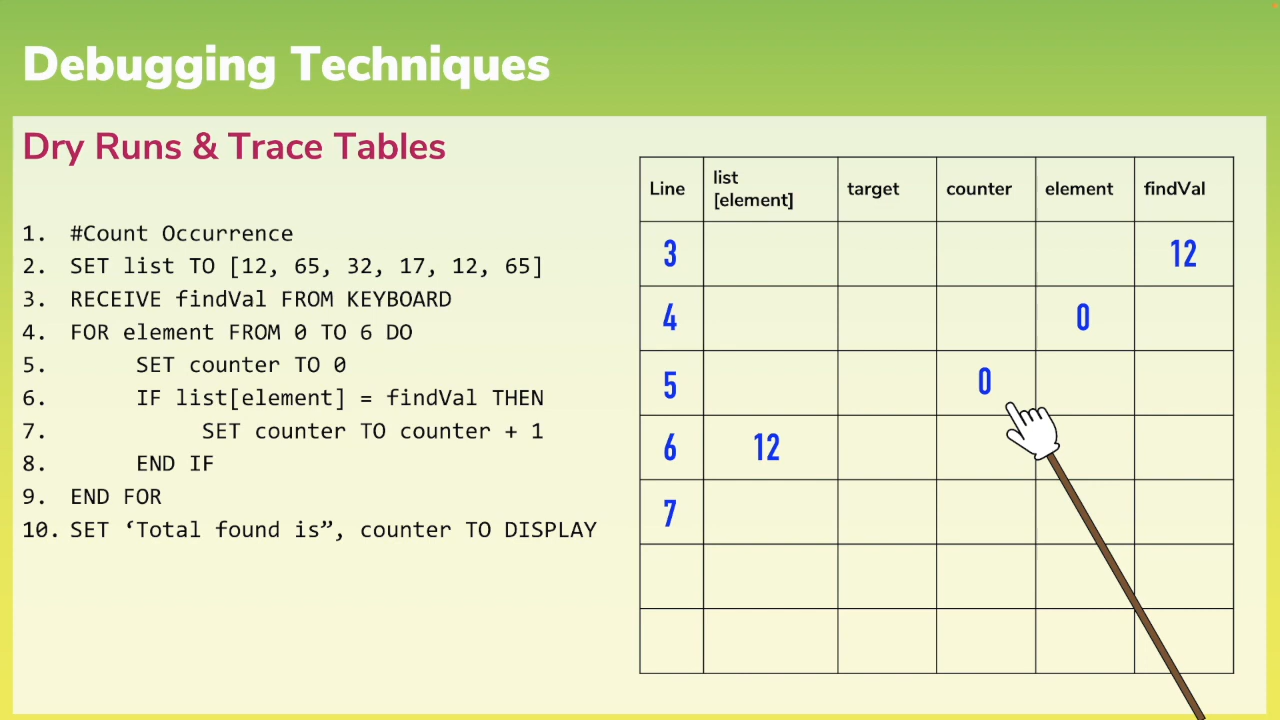 Debugging Techniques
Dry Runs & Trace Tables
1. #Count Occurrence
2. SET list TO [12, 65, 32, 17, 12, 65]
3. RECEIVE findVal FROM KEYBOARD
4. FOR element FROM 0 TO 6 DO
5. SET counter TO 0
6. IF list[element] = findVal THEN
7. SET counter TO counter + 1
8. END IF
9. END FOR
10. SET ‘Total found is”, counter TO DISPLAY
Line list [element] target counter element findVal
3 12
4 0
5 0
6 12
7